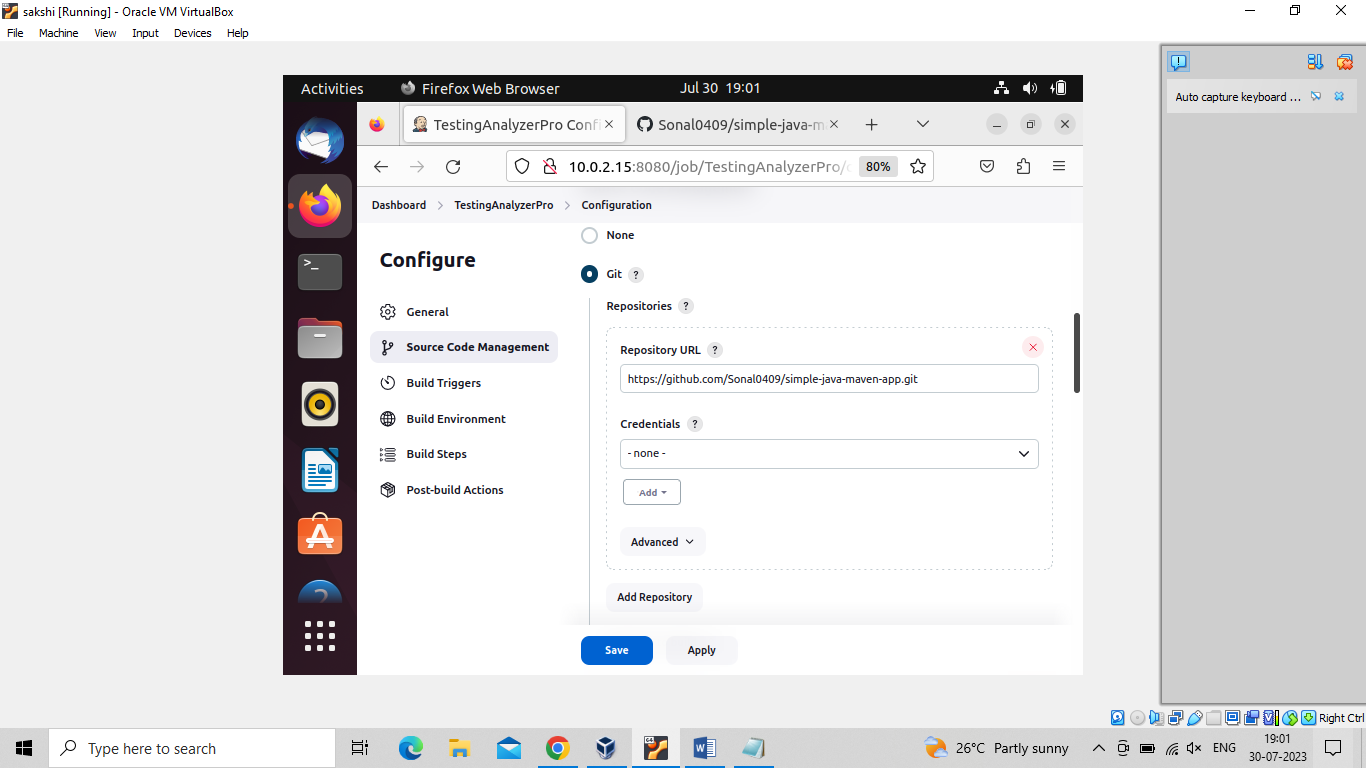 sakshi [Running] - Oracle VM VirtualBox
File Machine View Input Devices Help
Auto capture keyboard ...
Activities Firefox Web Browser Jul 30 19:01
TestingAnalyzerPro Confi Sonal0409/simple-java-m
10.0.2.15:8080/job/TestingAnalyzerPro/ 80%
Dashboard > TestingAnalyzerPro > Configuration
Configure
General
Source Code Management
Build Triggers
Build Environment
Build Steps
Post-build Actions
None
Git ?
Repositories ?
Repository URL ?
https://github.com/Sonal0409/simple-java-maven-app.git
Credentials ?
- none -
Add
Advanced
Add Repository
Save Apply
Right Ctrl
Type here to search
26°C Partly sunny
ENG
19:01
30-07-2023